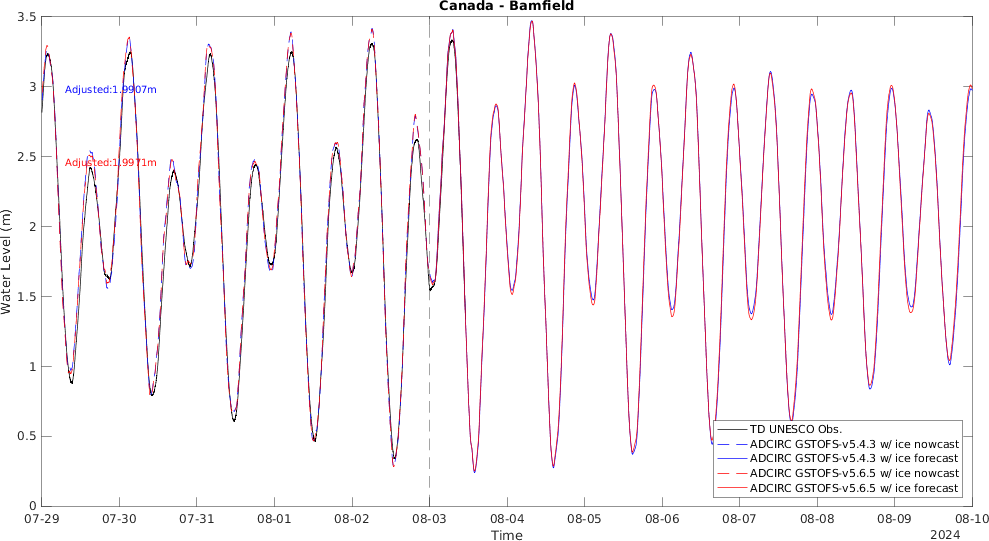 Canada - Bamfield
3.5
3
2.5
2
1.5
1
0.5
0
Water Level (m)
Adjusted:1.9907m
Adjusted:1.9971m
TD UNESCO Obs.
ADCIRC GSTOFS-v5.4.3 w/ ice nowcast
ADCIRC GSTOFS-v5.4.3 w/ ice forecast
ADCIRC GSTOFS-v5.6.5 w/ ice nowcast
ADCIRC GSTOFS-v5.6.5 w/ ice forecast
07-29 07-30 07-31 08-01 08-02 08-03 08-04 08-05 08-06 08-07 08-08 08-09 08-10
Time
2024